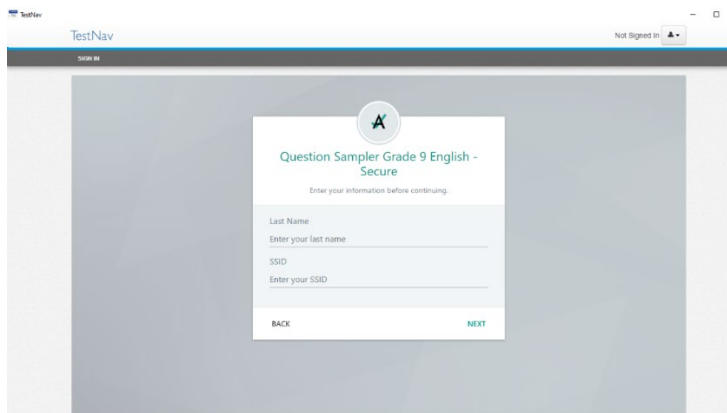 TestNav
TestNav
Not Signed In
SIGN IN
Question Sampler Grade 9 English -
Secure
Enter your information before continuing.
Last Name
Enter your last name
SSID
Enter your SSID
BACK NEXT